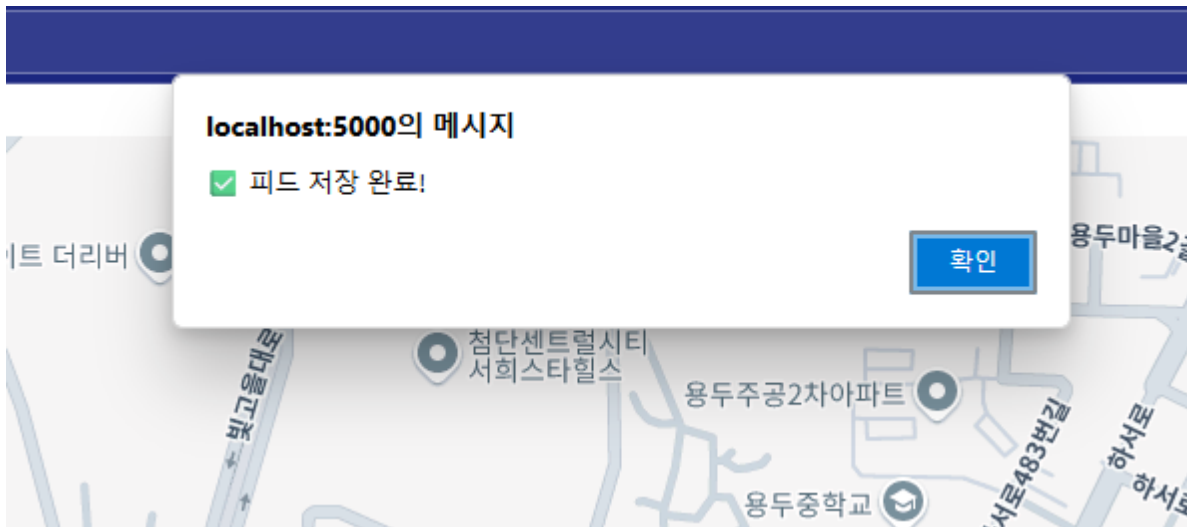 localhost:5000의 메시지
✅ 피드 저장 완료!
확인
이트 더리버
용두마을2길
첨단센트럴시티
서희스타힐스
빛고을대로
용두주공2차아파트
하서로
하서로
용두중학교
서로483번길